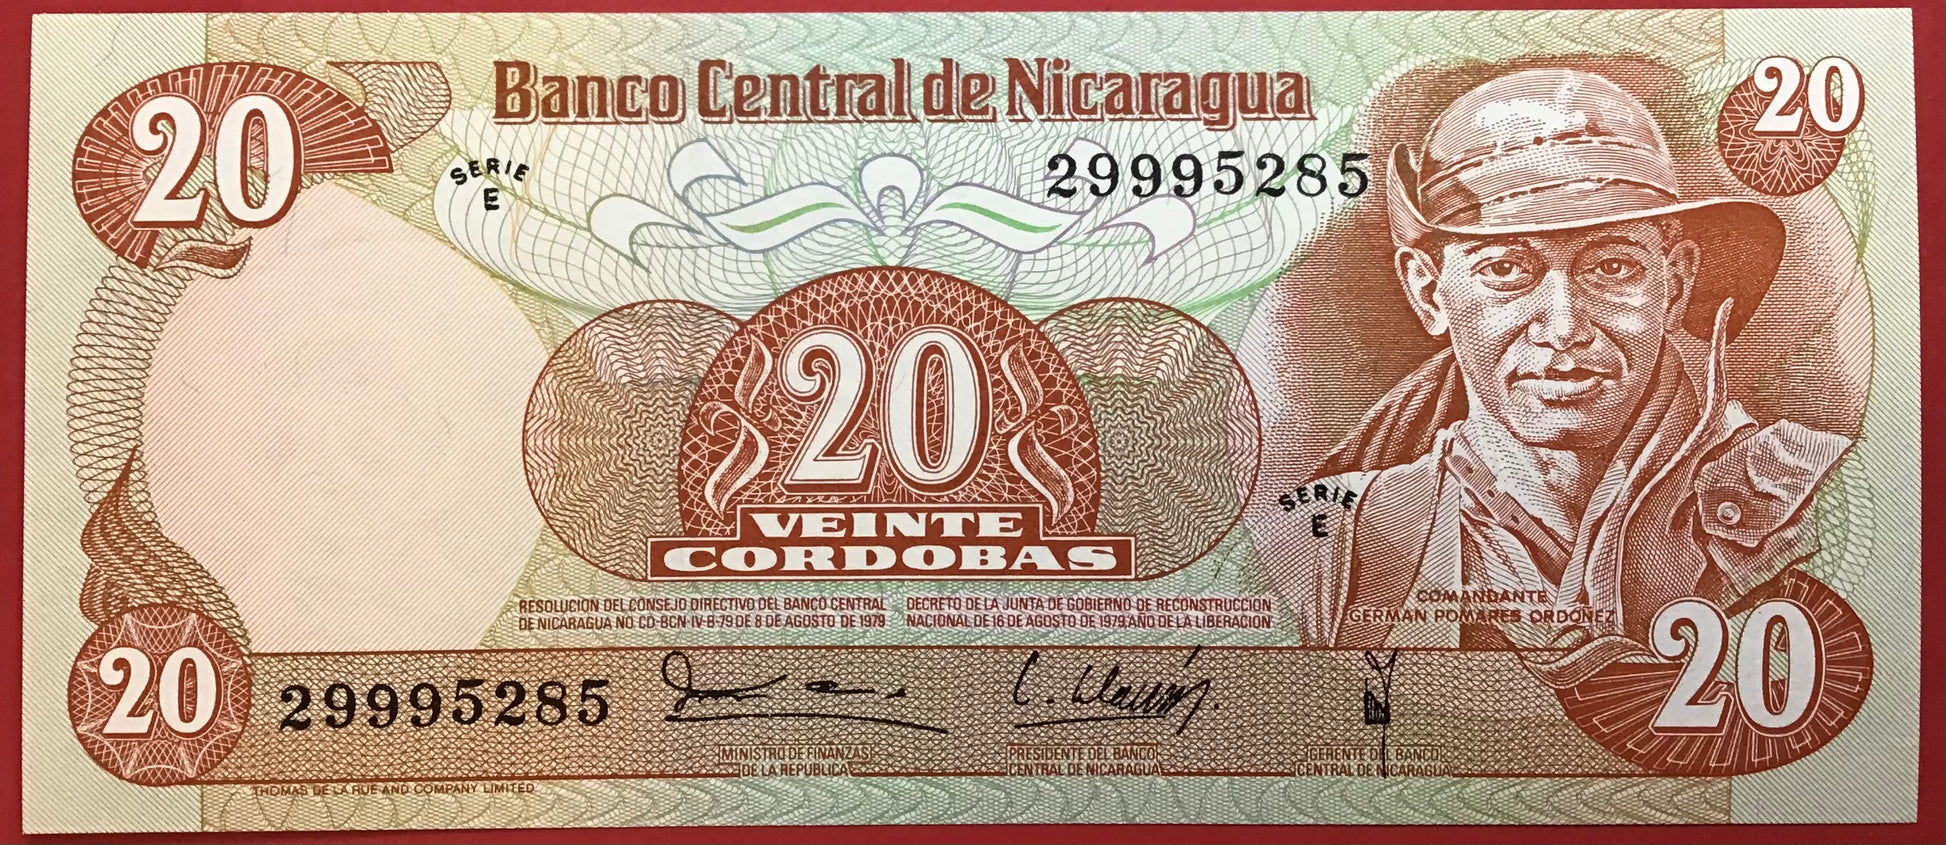 20
Banco Central de Nicaragua
20
SERIE
E
29995285
20
VEINTE
CORDOBAS
SERIE
E
RESOLUCION DEL CONSEJO DIRECTIVO DEL BANCO CENTRAL
DE NICARAGUA NO. CD-BCN-IV-8-79 DE 8 DE AGOSTO DE 1979
DECRETO DE LA JUNTA DE GOBIERNO DE RECONSTRUCCION
NACIONAL DE 16 DE AGOSTO DE 1979, AÑO DE LA LIBERACION
COMANDANTE
GERMAN POMARES ORDOÑEZ
20
29995285
20
MINISTRO DE FINANZAS
DE LA REPUBLICA
PRESIDENTE DEL BANCO
CENTRAL DE NICARAGUA
GERENTE DEL BANCO
CENTRAL DE NICARAGUA
THOMAS DE LA RUE AND COMPANY LIMITED